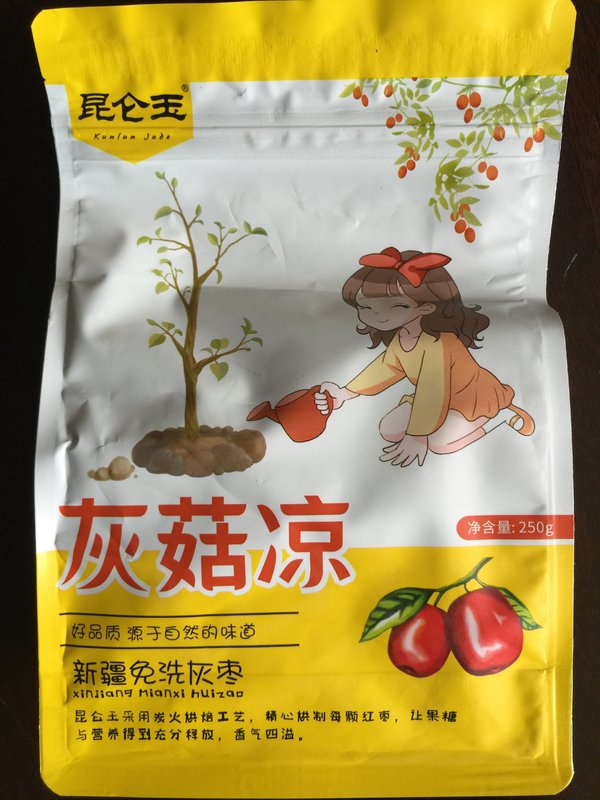 昆仑玉®
Kunlun Jade
净含量: 250g
灰菇凉
好品质 源于自然的味道
新疆免洗灰枣
xinJiang Mianxi huizao
昆仑玉采用炭火烘焙工艺，精心烘制每颗红枣，让果糖
与营养得到充分释放，香气四溢。